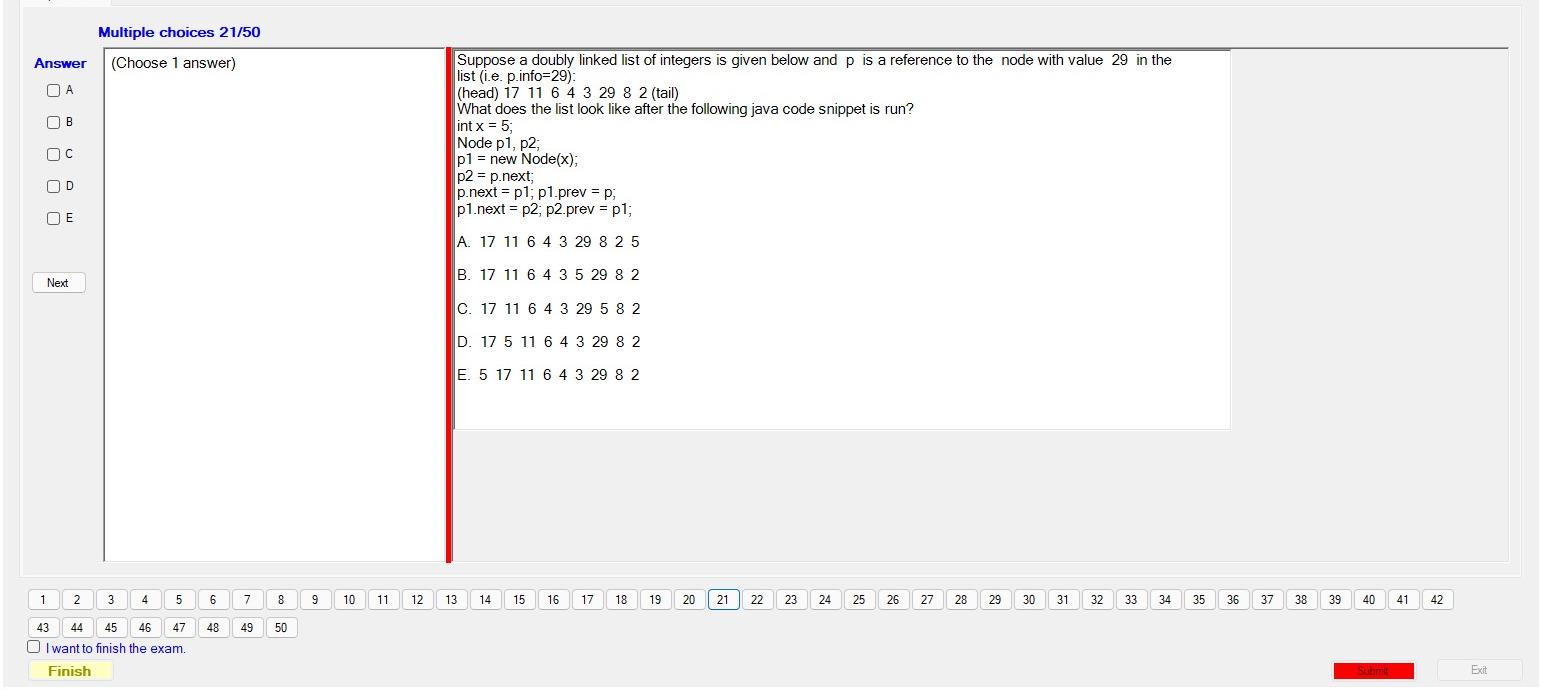 Multiple choices 21/50
Answer
(Choose 1 answer)
A
B
C
D
E
Next
Suppose a doubly linked list of integers is given below and p is a reference to the node with value 29 in the
list (i.e. p.info=29):
(head) 17 11 6 4 3 29 8 2 (tail)
What does the list look like after the following java code snippet is run?
int x = 5;
Node p1, p2;
p1 = new Node(x);
p2 = p.next;
p.next = p1; p1.prev = p;
p1.next = p2; p2.prev = p1;
A. 17 11 6 4 3 29 8 2 5
B. 17 11 6 4 3 5 29 8 2
C. 17 11 6 4 3 29 5 8 2
D. 17 5 11 6 4 3 29 8 2
E. 5 17 11 6 4 3 29 8 2
1 2 3 4 5 6 7 8 9 10 11 12 13 14 15 16 17 18 19 20 21 22 23 24 25 26 27 28 29 30 31 32 33 34 35 36 37 38 39 40 41 42
43 44 45 46 47 48 49 50
I want to finish the exam.
Finish
Submit
Exit